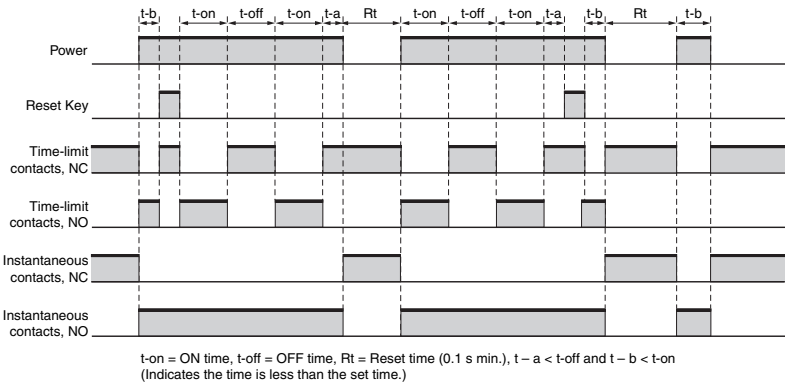 t-b t-on t-off t-on t-a Rt t-on t-off t-on t-a t-b Rt t-b
Power
Reset Key
Time-limit
contacts, NC
Time-limit
contacts, NO
Instantaneous
contacts, NC
Instantaneous
contacts, NO
t-on = ON time, t-off = OFF time, Rt = Reset time (0.1 s min.), t – a < t-off and t – b < t-on
(Indicates the time is less than the set time.)